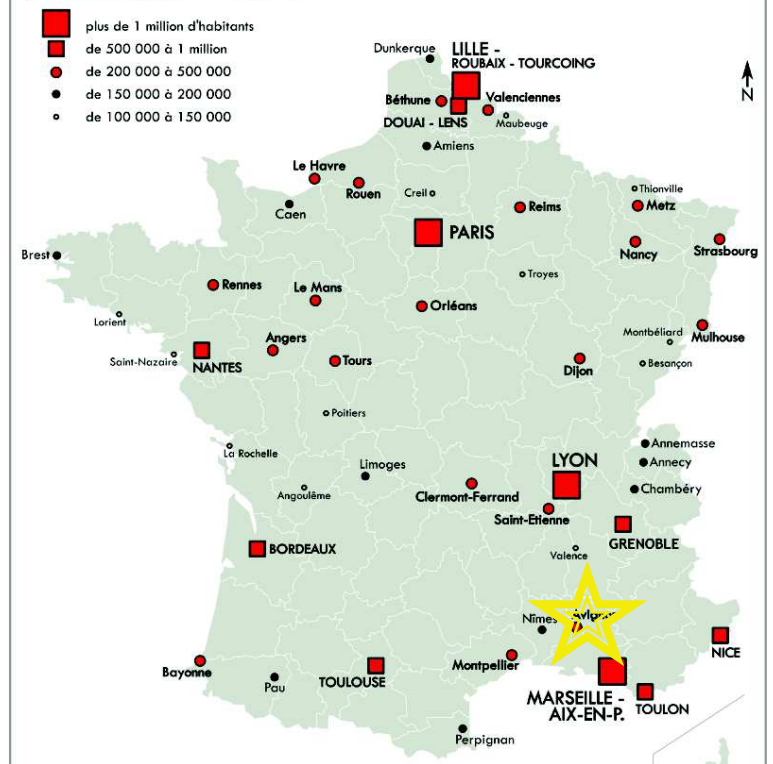 plus de 1 million d'habitants
de 500 000 à 1 million
de 200 000 à 500 000
de 150 000 à 200 000
de 100 000 à 150 000
N
Dunkerque
LILLE -
ROUBAIX - TOURCOING
Béthune
Valenciennes
DOUAI - LENS
Maubeuge
Amiens
Le Havre
Rouen
Creil
Caen
Reims
Thionville
Metz
PARIS
Nancy
Strasbourg
Brest
Rennes
Le Mans
Troyes
Orléans
Lorient
Angers
Montbéliard
Mulhouse
Saint-Nazaire
NANTES
Tours
Dijon
Besançon
Poitiers
La Rochelle
Limoges
LYON
Annemasse
Annecy
Angoulême
Clermont-Ferrand
Chambéry
Saint-Etienne
GRENOBLE
BORDEAUX
Valence
Nîmes
NICE
Bayonne
Montpellier
TOULOUSE
Pau
MARSEILLE -
AIX-EN-P.
TOULON
Perpignan